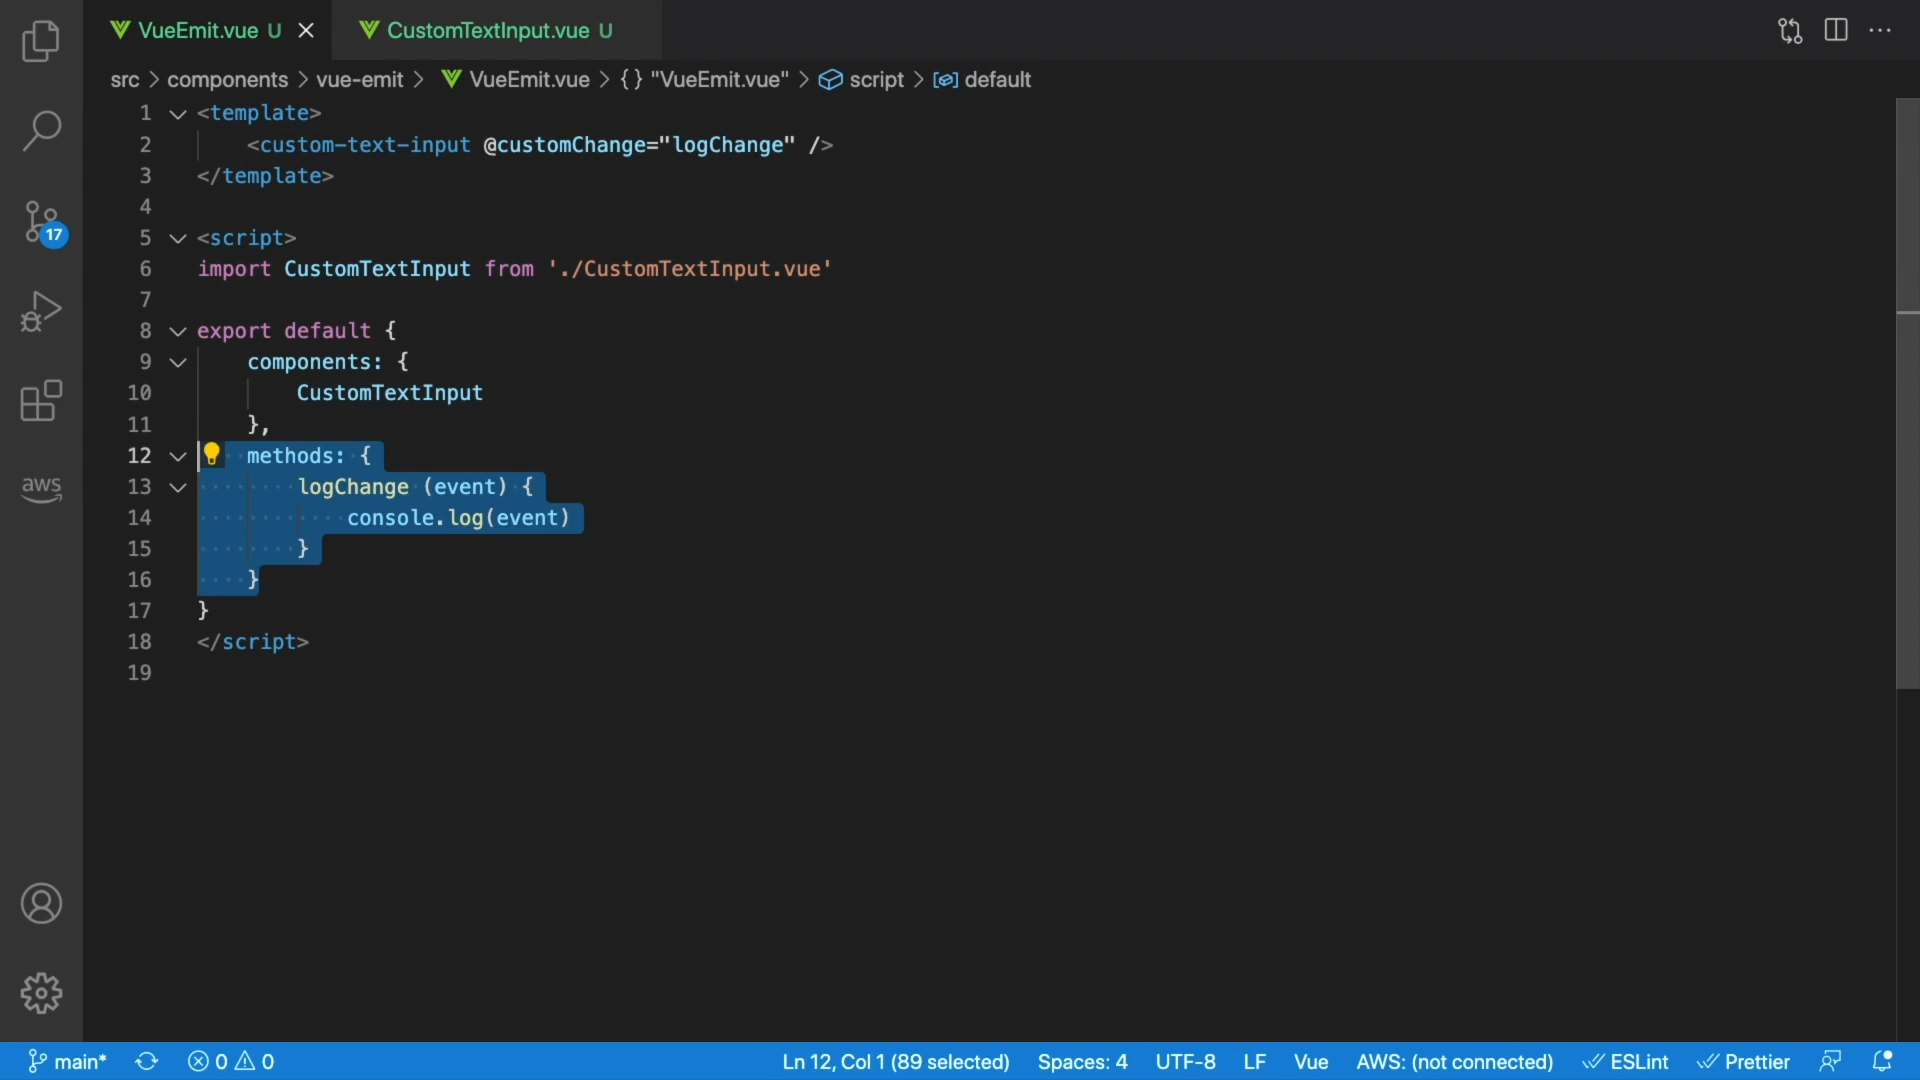 VueEmit.vue U
CustomTextInput.vue U
src > components > vue-emit > VueEmit.vue > {} "VueEmit.vue" > script > default
1 <template>
2 <custom-text-input @customChange="logChange" />
3 </template>
4
5 <script>
6 import CustomTextInput from './CustomTextInput.vue'
7
8 export default {
9 components: {
10 CustomTextInput
11 },
12 methods: {
13 logChange (event) {
14 console.log(event)
15 }
16 }
17 }
18 </script>
19
17
aws
main* 0 0 Ln 12, Col 1 (89 selected) Spaces: 4 UTF-8 LF Vue AWS: (not connected) ESLint Prettier